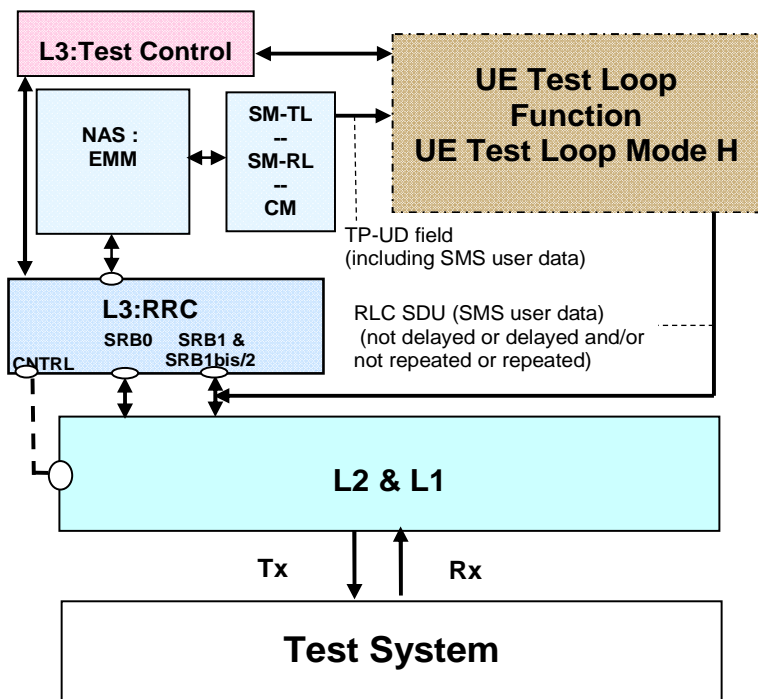 L3:Test Control
UE Test Loop
Function
UE Test Loop Mode H
NAS :
EMM
SM-TL
--
SM-RL
--
CM
TP-UD field
(including SMS user data)
L3:RRC
SRB0
SRB1 &
SRB1bis/2
CNTRL
RLC SDU (SMS user data)
(not delayed or delayed and/or
not repeated or repeated)
L2 & L1
Tx
Rx
Test System